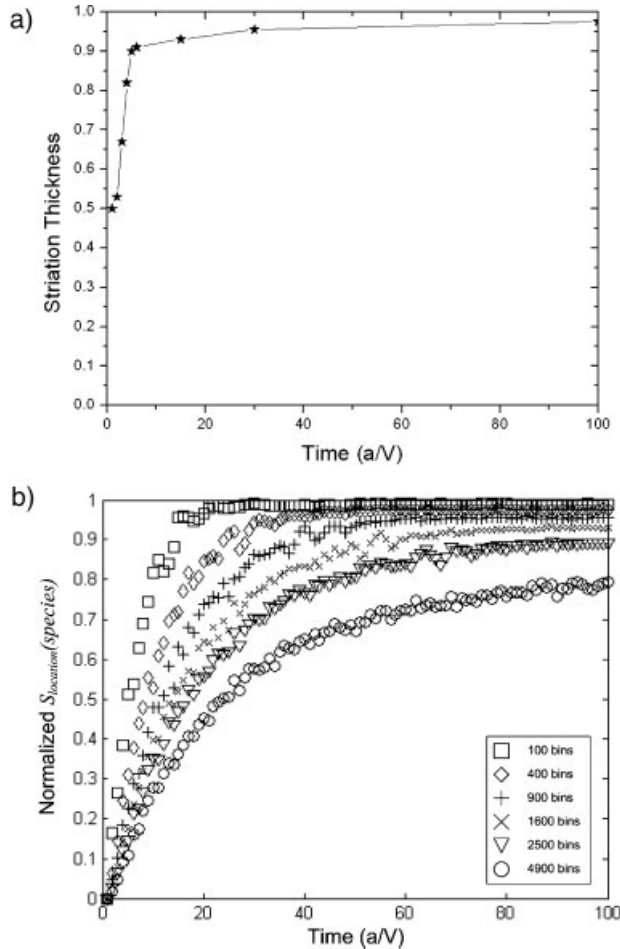 a)
Striation Thickness
1.0
0.9
0.8
0.7
0.6
0.5
0.4
0.3
0.2
0.1
0.0
0 20 40 60 80 100
Time (a/V)
b)
Normalized S_location(species)
1
0.9
0.8
0.7
0.6
0.5
0.4
0.3
0.2
0.1
0
0 20 40 60 80 100
Time (a/V)
100 bins
400 bins
900 bins
1600 bins
2500 bins
4900 bins